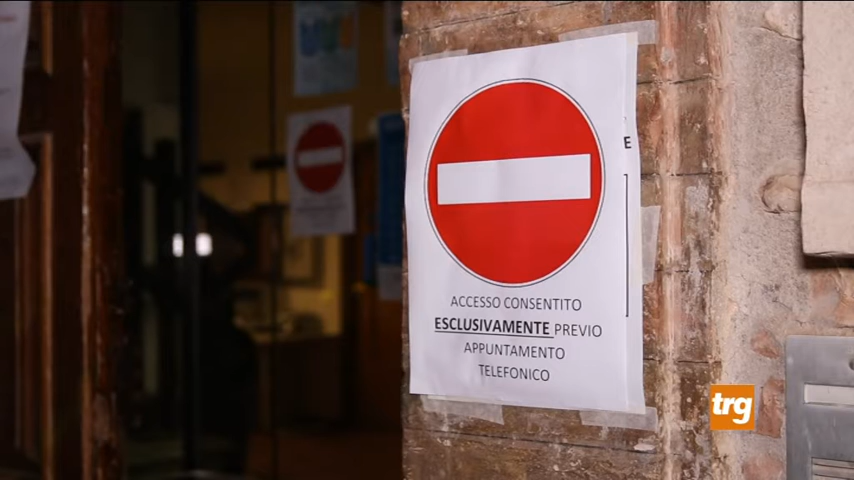 E
ACCESSO CONSENTITO
ESCLUSIVAMENTE PREVIO
APPUNTAMENTO
TELEFONICO
trg